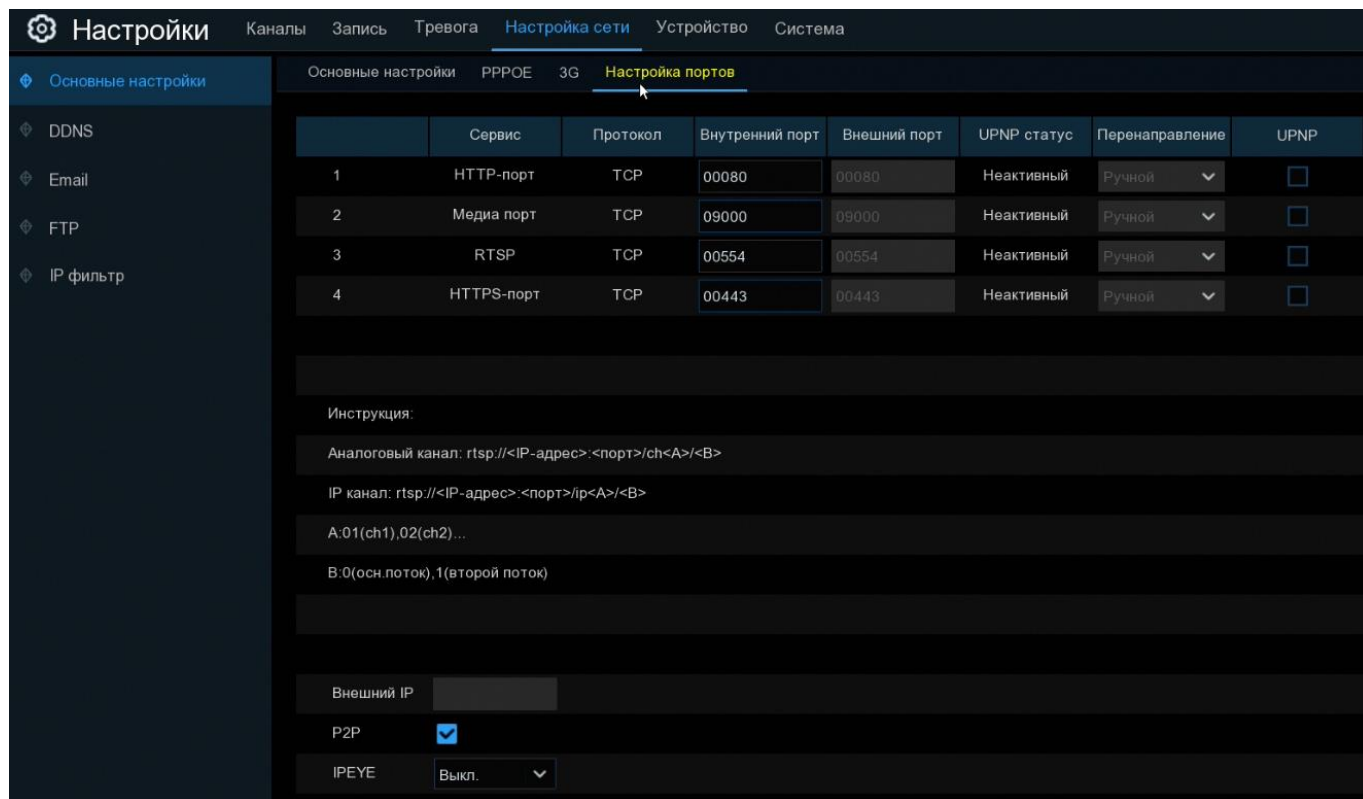 Настройки Каналы Запись Тревога Настройка сети Устройство Система
Основные настройки
DDNS
Email
FTP
IP фильтр
Основные настройки PPPOE 3G Настройка портов
Сервис Протокол Внутренний порт Внешний порт UPNP статус Перенаправление UPNP
1 HTTP-порт TCP 00080 00080 Неактивный Ручной
2 Медиа порт TCP 09000 09000 Неактивный Ручной
3 RTSP TCP 00554 00554 Неактивный Ручной
4 HTTPS-порт TCP 00443 00443 Неактивный Ручной
Инструкция:
Аналоговый канал: rtsp://<IP-адрес>:<порт>/ch<A>/<B>
IP канал: rtsp://<IP-адрес>:<порт>/ip<A>/<B>
A:01(ch1),02(ch2)...
B:0(осн.поток),1(второй поток)
Внешний IP
P2P
IPEYE Выкл.